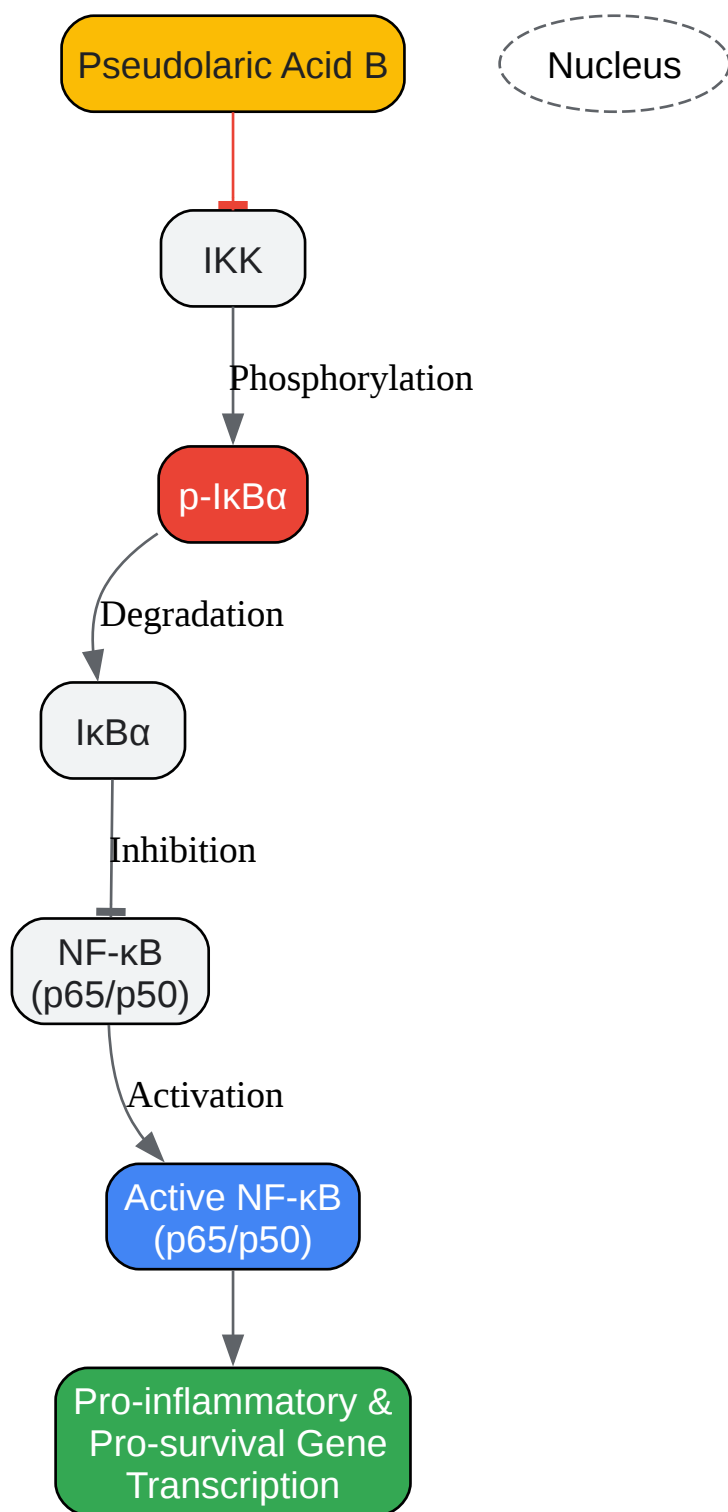 Pseudolaric Acid B
Nucleus
IKK
Phosphorylation
p-IκBα
Degradation
IκBα
Inhibition
NF-κB
(p65/p50)
Activation
Active NF-κB
(p65/p50)
Pro-inflammatory &
Pro-survival Gene
Transcription